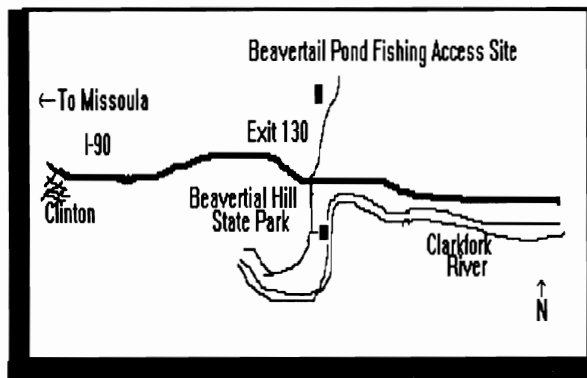 Beavertail Pond Fishing Access Site
←To Missoula
I-90
Exit 130
Clinton
Beavertial Hill
State Park
Clarkfork
River
↑
N